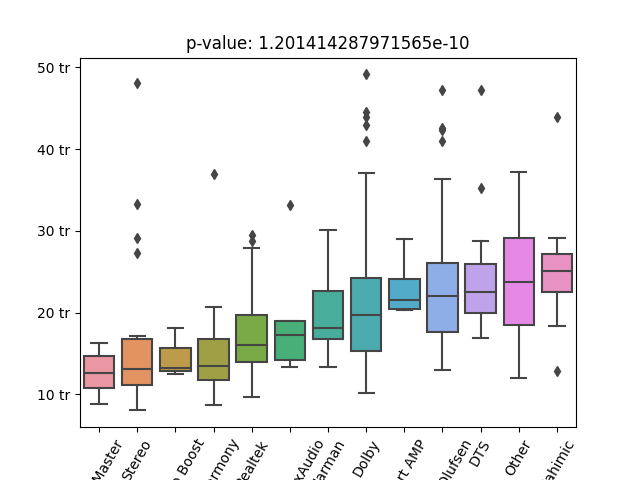 p-value: 1.201414287971565e-10
50 tr
40 tr
30 tr
20 tr
10 tr
Master
Stereo
Boost
rmony
ealtek
xAudio
arman
Dolby
rt AMP
Olufsen
DTS
Other
ahimic